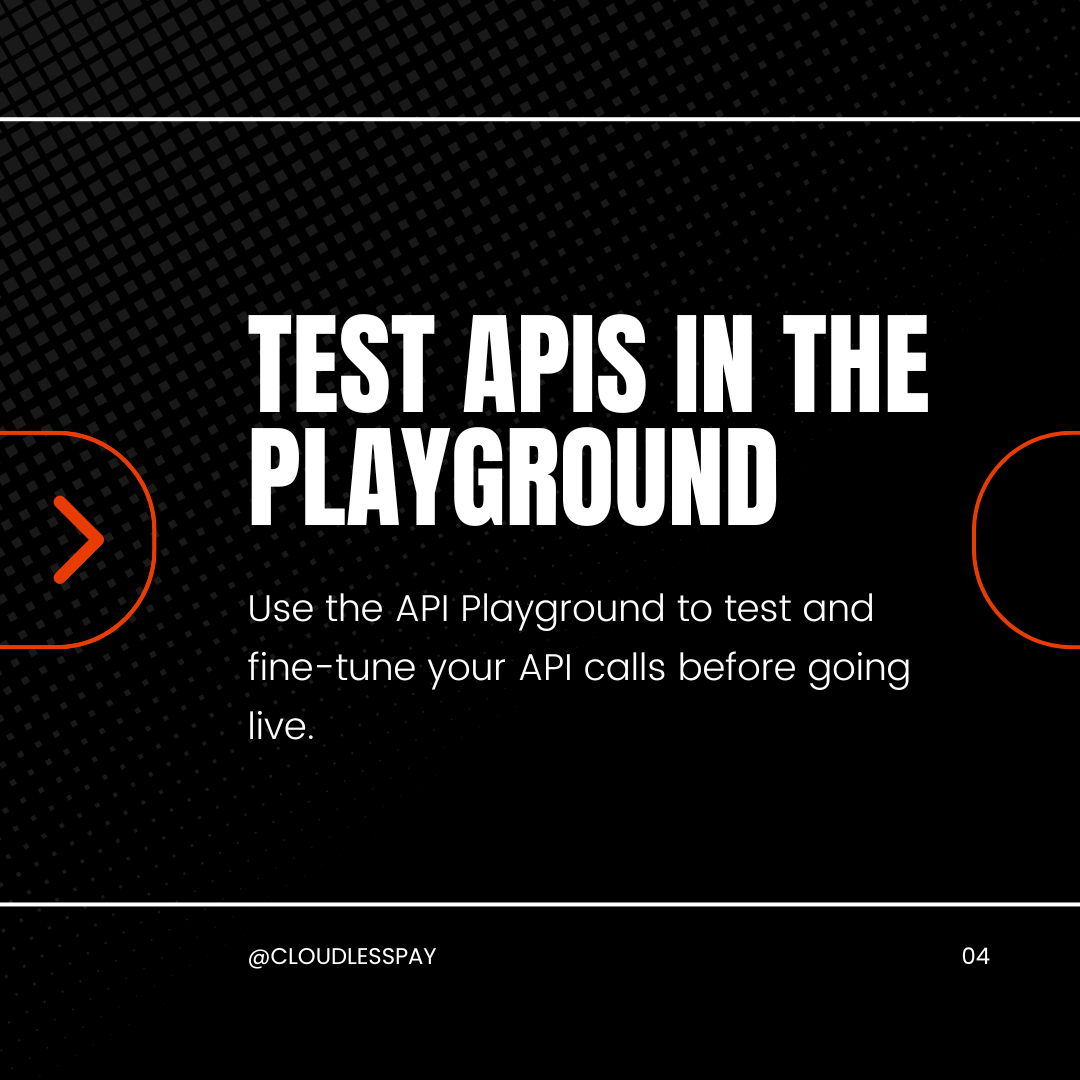 TEST APIS IN THE
PLAYGROUND
Use the API Playground to test and
fine-tune your API calls before going
live.
@CLOUDLESSPAY
04